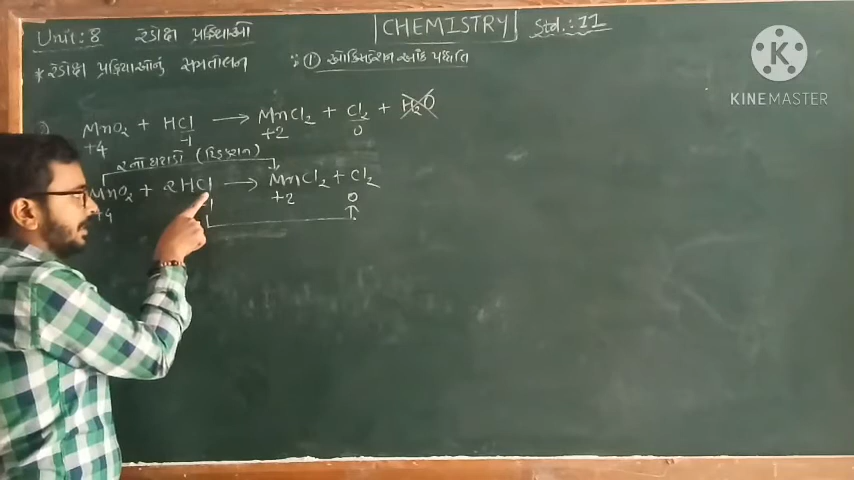 Unit : 8 રેડોક્ષ પ્રક્રિયાઓ |CHEMISTRY| Std.: 11
* રેડોક્ષ પ્રક્રિયાઓનું સમતોલન ∵ ① ઓક્સિડેશન આંક પદ્ધતિ
MnO₂ + HCl ⟶ MnCl₂ + Cl₂ + H₂O
+4 -1 +2 0
૨નો ઘટાડો (રિડક્શન)
MnO₂ + 2HCl ⟶ MnCl₂ + Cl₂
+4 -1 +2 0
K
KINEMASTER